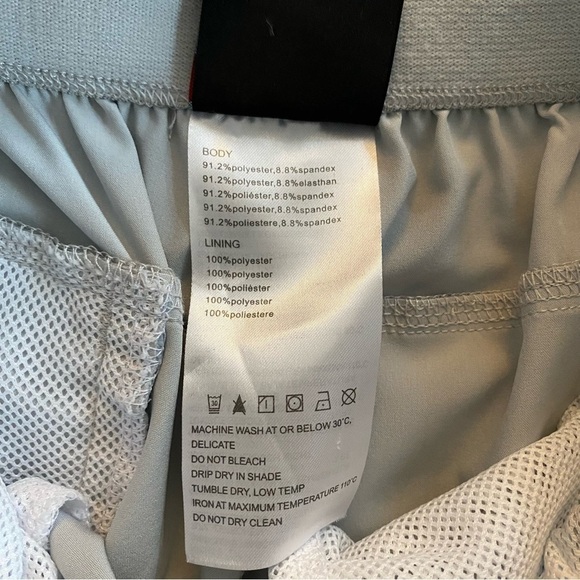 BODY
91.2%polyester,8.8%spandex
91.2%polyester,8.8%elasthan
91.2%poliéster,8.8%spandex
91.2%polyester,8.8%spandex
91.2%poliestere,8.8%spandex
LINING
100%polyester
100%polyester
100%poliéster
100%polyester
100%poliestere
30
MACHINE WASH AT OR BELOW 30℃,
DELICATE
DO NOT BLEACH
DRIP DRY IN SHADE
TUMBLE DRY, LOW TEMP
IRON AT MAXIMUM TEMPERATURE 110℃
DO NOT DRY CLEAN